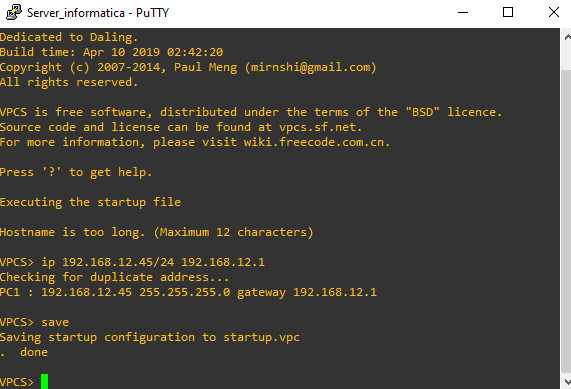 Server_informatica - PuTTY
Dedicated to Daling.
Build time: Apr 10 2019 02:42:20
Copyright (c) 2007-2014, Paul Meng (mirnshi@gmail.com)
All rights reserved.
VPCS is free software, distributed under the terms of the "BSD" licence.
Source code and license can be found at vpcs.sf.net.
For more information, please visit wiki.freecode.com.cn.
Press '?' to get help.
Executing the startup file
Hostname is too long. (Maximum 12 characters)
VPCS> ip 192.168.12.45/24 192.168.12.1
Checking for duplicate address...
PC1 : 192.168.12.45 255.255.255.0 gateway 192.168.12.1
VPCS> save
Saving startup configuration to startup.vpc
.  done
VPCS>